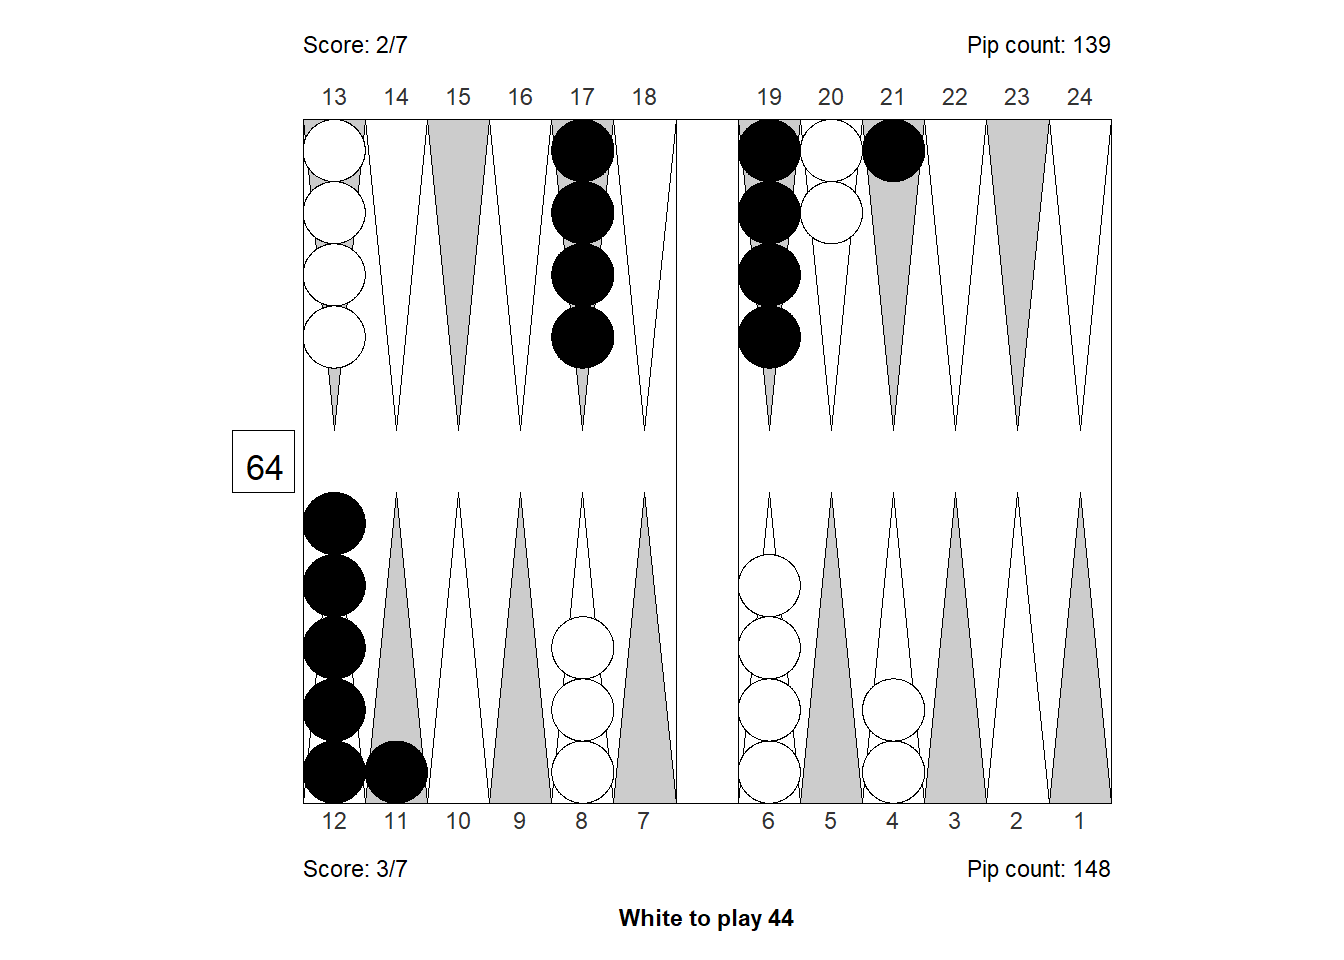 Score: 2/7 Pip count: 139
13 14 15 16 17 18 19 20 21 22 23 24
64
12 11 10 9 8 7 6 5 4 3 2 1
Score: 3/7 Pip count: 148
White to play 44